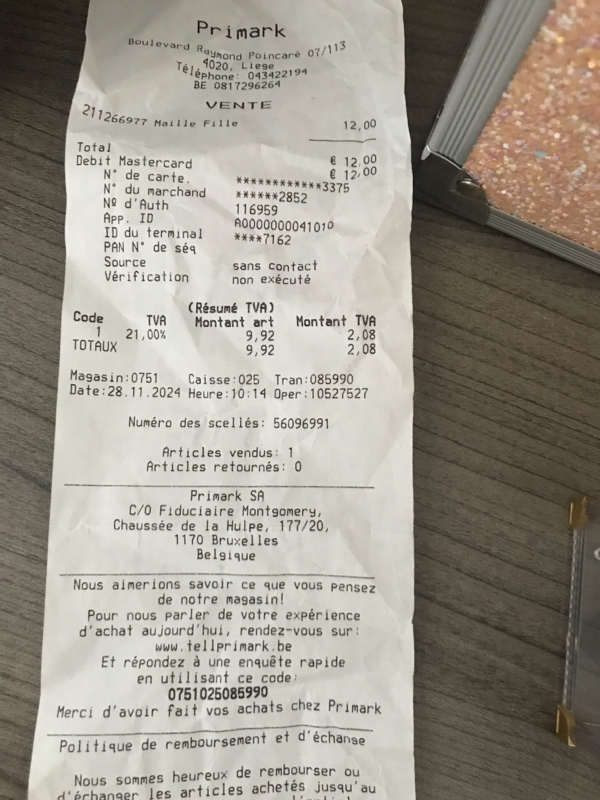 Primark
Boulevard Raymond Poincaré 07/113
4020, Liege
Téléphone: 043422194
BE 0817296264
VENTE
211266977 Maille Fille 12,00
Total € 12,00
Debit Mastercard € 12,00
N° de carte. ************3375
N° du marchand ******2852
Nº d'Auth 116959
App. ID A0000000041010
ID du terminal ****7162
PAN N° de séq
Source sans contact
Vérification non exécuté
(Résumé TVA)
Code TVA Montant art Montant TVA
1 21,00% 9,92 2,08
TOTAUX 9,92 2,08
Magasin:0751 Caisse:025 Tran:085990
Date:28.11.2024 Heure:10:14 Oper:10527527
Numéro des scellés: 56096991
Articles vendus: 1
Articles retournés: 0
Primark SA
C/O Fiduciaire Montgomery,
Chaussée de la Hulpe, 177/20,
1170 Bruxelles
Belgique
Nous aimerions savoir ce que vous pensez
de notre magasin!
Pour nous parler de votre expérience
d'achat aujourd'hui, rendez-vous sur:
www.tellprimark.be
Et répondez à une enquête rapide
en utilisant ce code:
0751025085990
Merci d'avoir fait vos achats chez Primark
Politique de remboursement et d'échange
Nous sommes heureux de rembourser ou
d'échanger les articles achetés jusqu'au